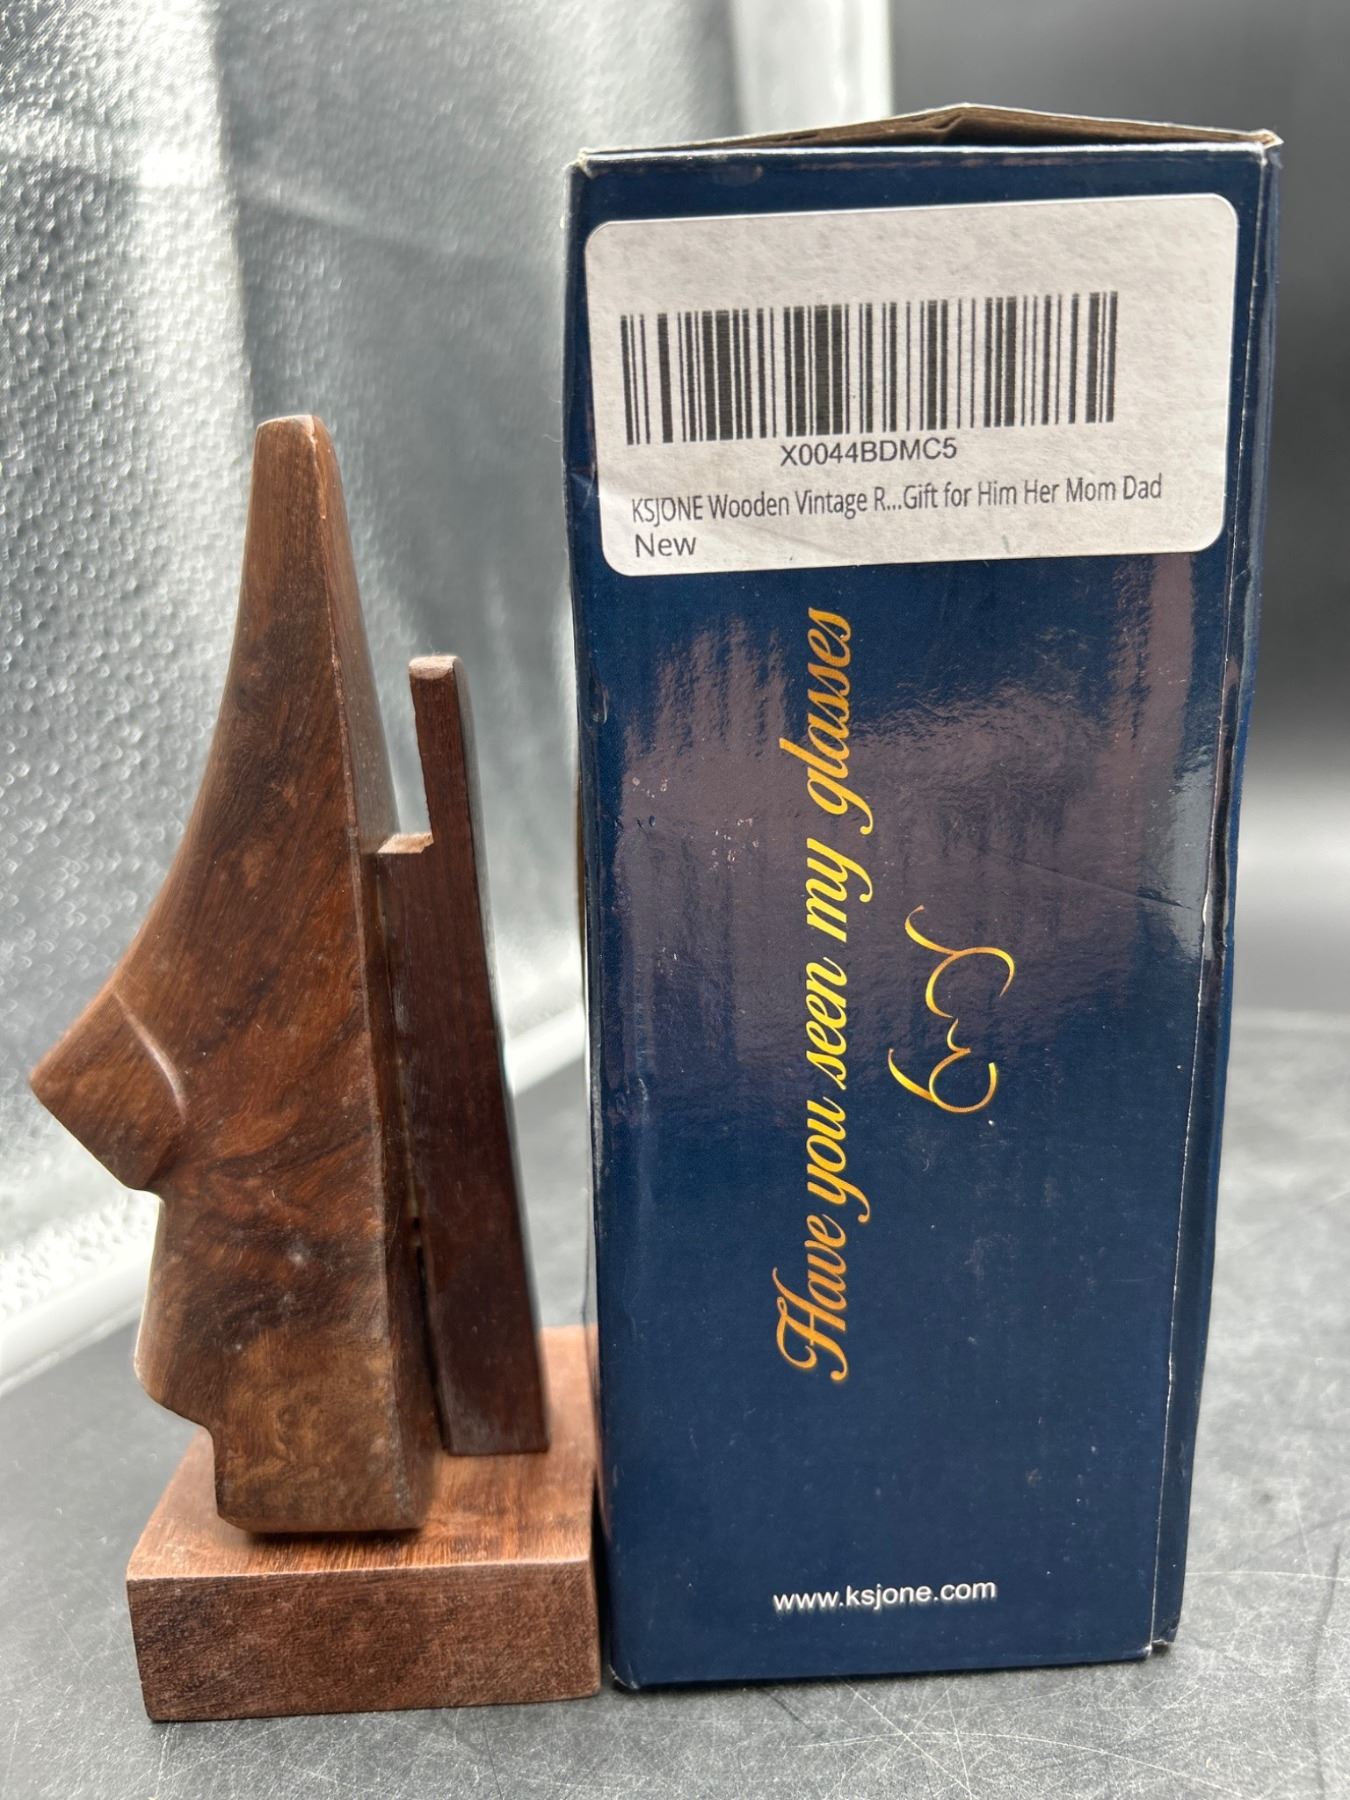 X0044BDMC5
KSJONE Wooden Vintage R...Gift for Him Her Mom Dad
New
Have you seen my glasses
www.ksjone.com